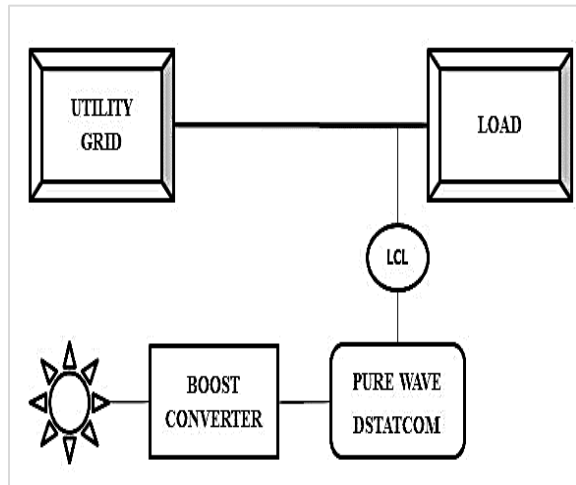 UTILITY
GRID
LOAD
LCL
BOOST
CONVERTER
PURE WAVE
DSTATCOM